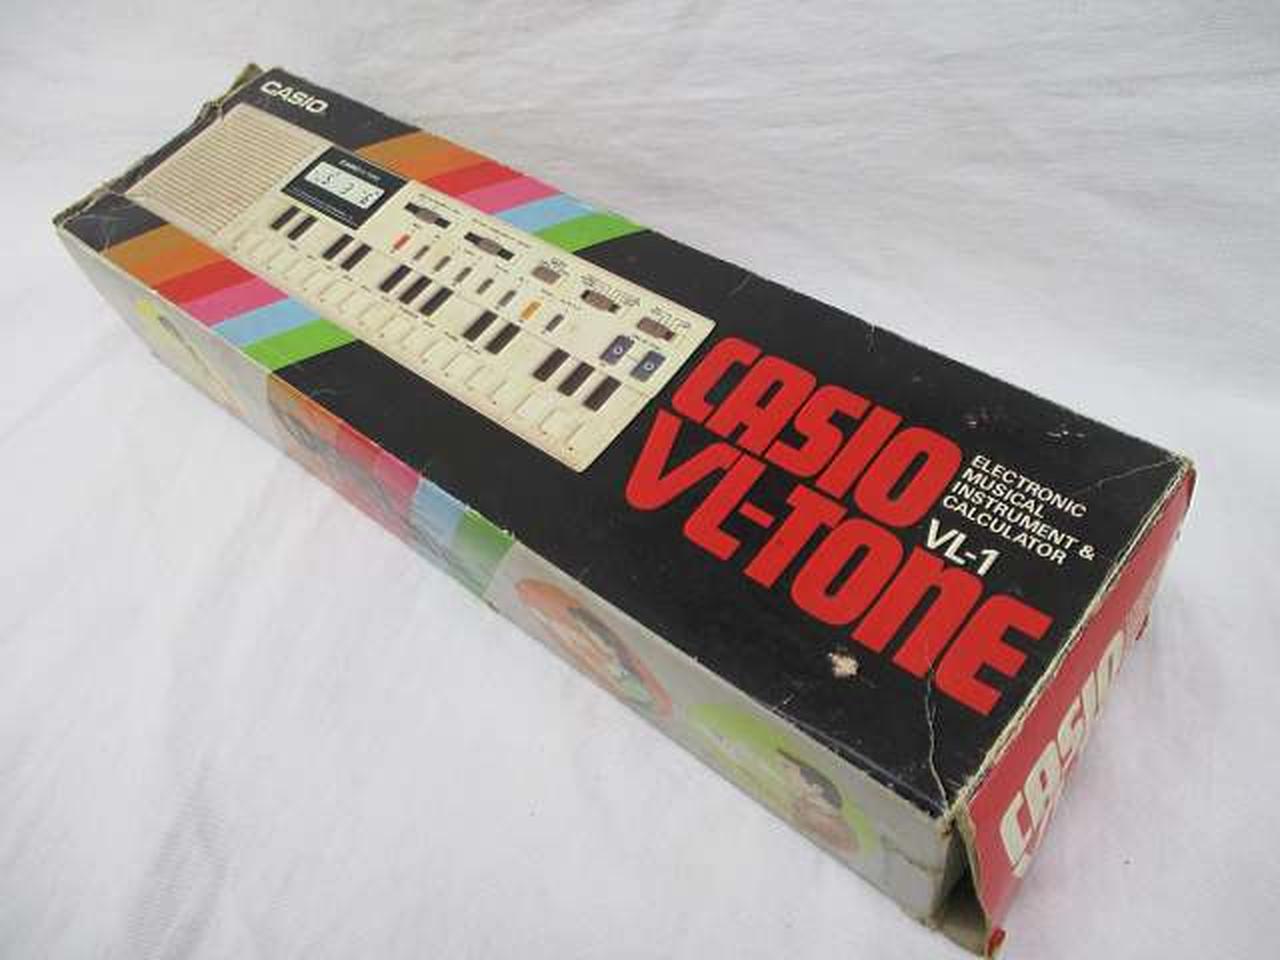 CASIO
CASIO
VL-TONE
ELECTRONIC
MUSICAL
INSTRUMENT &
CALCULATOR
VL-1
CASIO